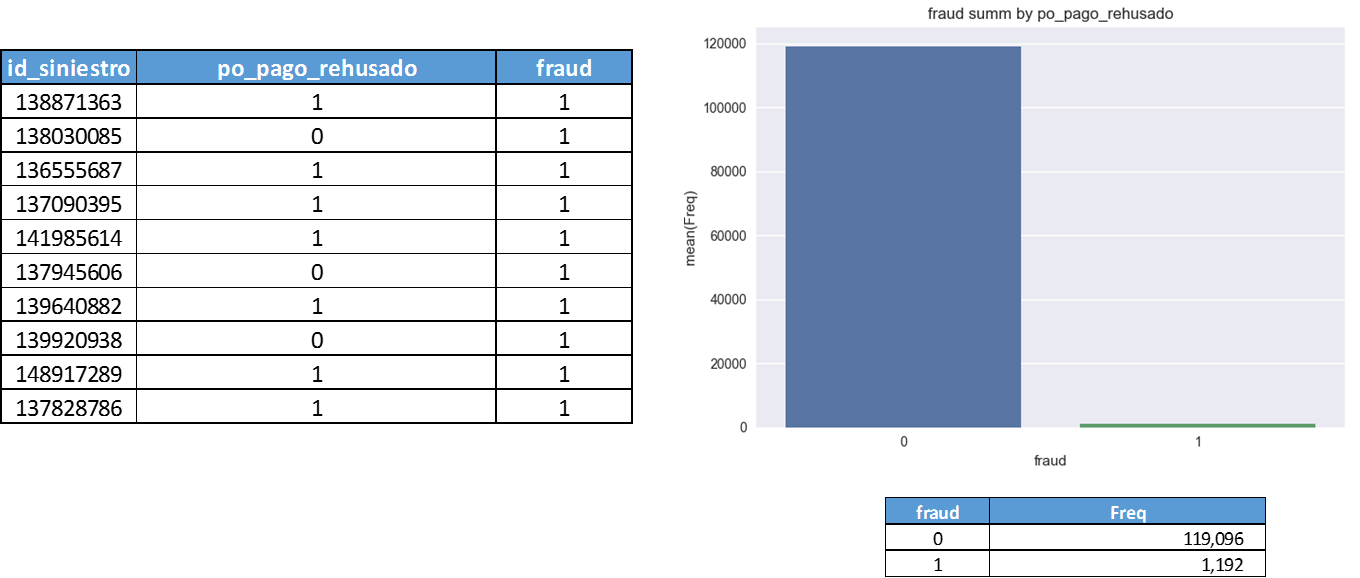 id_siniestro po_pago_rehusado fraud
138871363 1 1
138030085 0 1
136555687 1 1
137090395 1 1
141985614 1 1
137945606 0 1
139640882 1 1
139920938 0 1
148917289 1 1
137828786 1 1
fraud summ by po_pago_rehusado
120000
100000
80000
60000
40000
20000
0
mean(Freq)
0 1
fraud
fraud Freq
0 119,096
1 1,192